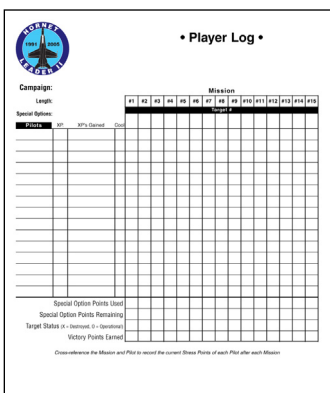 HORNET
1991 2005
LEADER II
• Player Log •
Campaign:
Mission
Length:
#1 #2 #3 #4 #5 #6 #7 #8 #9 #10 #11 #12 #13 #14 #15
Special Options:
Target #
Pilots XP XP's Gained Cool
Special Option Points Used
Special Option Points Remaining
Target Status (X = Destroyed, O = Operational)
Victory Points Earned
Cross-reference the Mission and Pilot to record the current Stress Points of each Pilot after each Mission